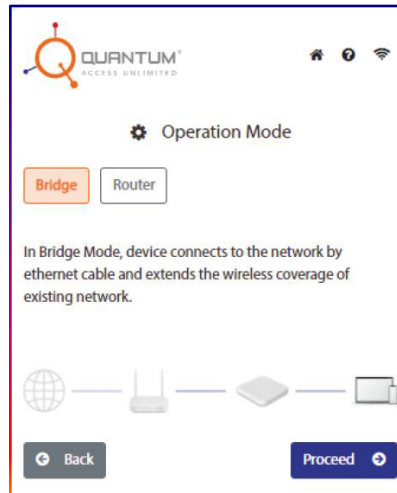 QUANTUM®
ACCESS UNLIMITED
Operation Mode
Bridge
Router
In Bridge Mode, device connects to the network by
ethernet cable and extends the wireless coverage of
existing network.
Back
Proceed